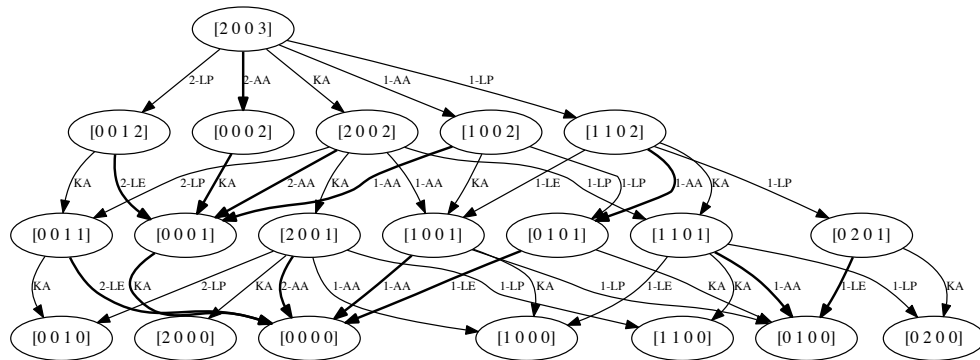 [2 0 0 3]
2-LP 2-AA KA 1-AA 1-LP
[0 0 1 2] [0 0 0 2] [2 0 0 2] [1 0 0 2] [1 1 0 2]
KA 2-LE KA 2-LP 2-AA KA 1-AA 1-AA KA 1-LP 1-LE 1-LP 1-AA KA 1-LP
[0 0 1 1] [0 0 0 1] [2 0 0 1] [1 0 0 1] [0 1 0 1] [1 1 0 1] [0 2 0 1]
KA 2-LE KA 2-LP KA 2-AA 1-AA 1-AA 1-LE 1-LP KA 1-LP 1-LE KA KA 1-AA 1-LE 1-LP KA
[0 0 1 0] [2 0 0 0] [0 0 0 0] [1 0 0 0] [1 1 0 0] [0 1 0 0] [0 2 0 0]